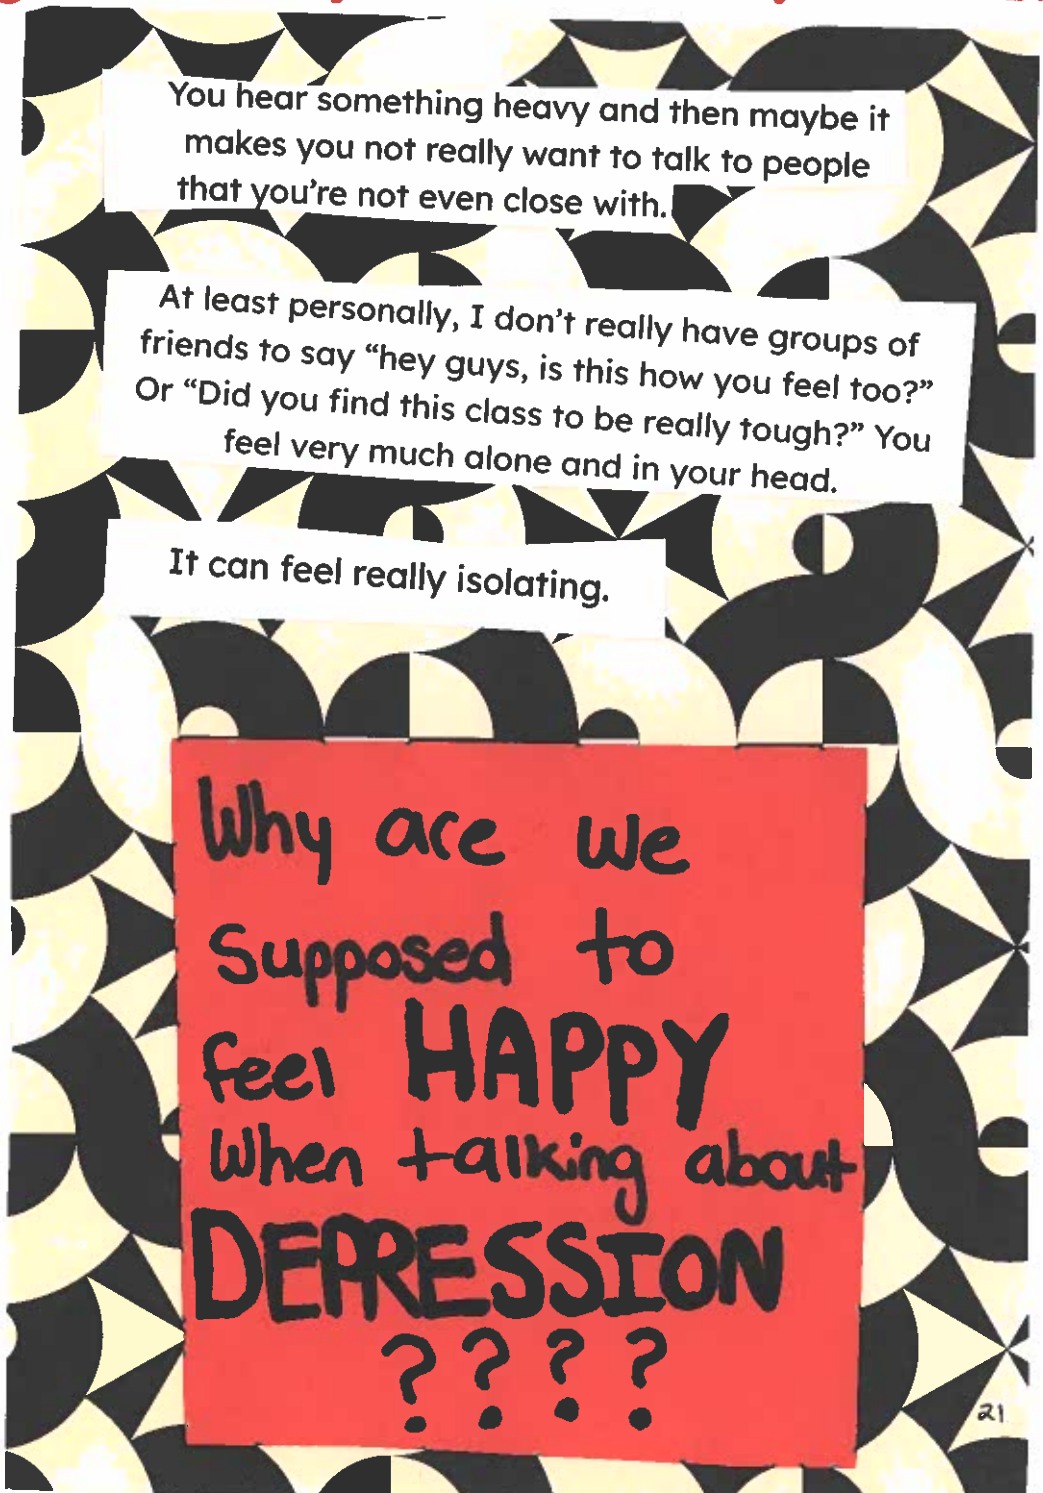 You hear something heavy and then maybe it
makes you not really want to talk to people
that you're not even close with.
At least personally, I don't really have groups of
friends to say “hey guys, is this how you feel too?”
Or “Did you find this class to be really tough?” You
feel very much alone and in your head.
It can feel really isolating.
Why are we
supposed to
feel HAPPY
when talking about
DEPRESSION
????
21